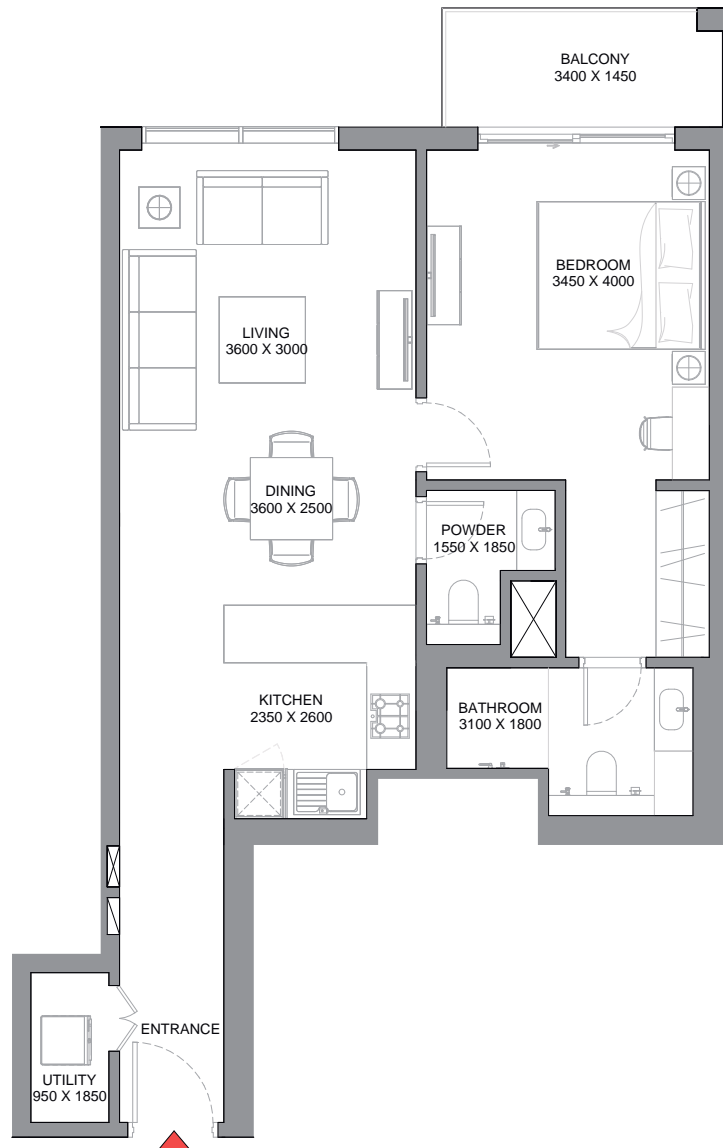 BALCONY
3400 X 1450
BEDROOM
3450 X 4000
LIVING
3600 X 3000
DINING
3600 X 2500
POWDER
1550 X 1850
KITCHEN
2350 X 2600
BATHROOM
3100 X 1800
ENTRANCE
UTILITY
950 X 1850